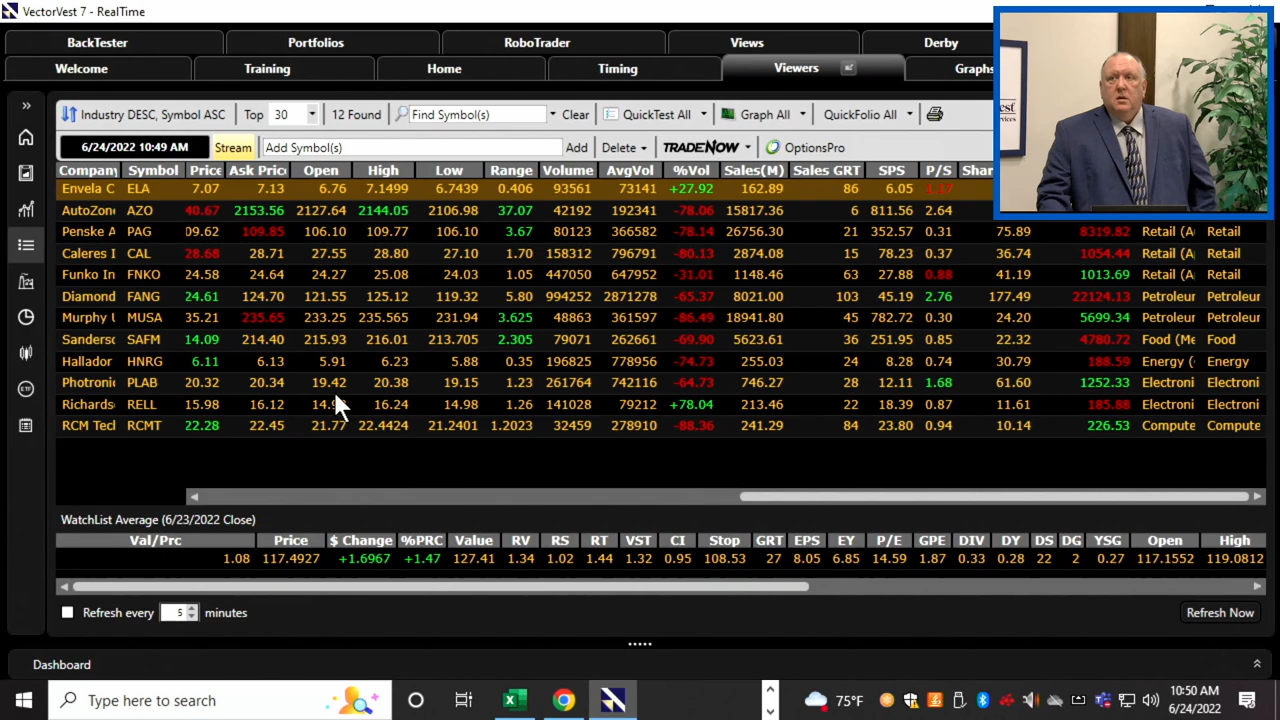 VectorVest 7 - RealTime
BackTester Portfolios RoboTrader Views Derby
Welcome Training Home Timing Viewers Graphs
Industry DESC, Symbol ASC Top 30 12 Found Find Symbol(s) Clear QuickTest All Graph All QuickFolio All
6/24/2022 10:49 AM Stream Add Symbol(s) Add Delete TRADENOW OptionsPro
Company Symbol Price Ask Price Open High Low Range Volume AvgVol %Vol Sales(M) Sales GRT SPS P/S Shar
Envela C ELA 7.07 7.13 6.76 7.1499 6.7439 0.406 93561 73141 +27.92 162.89 86 6.05 1.17
AutoZone AZO 40.67 2153.56 2127.64 2144.05 2106.98 37.07 42192 192341 -78.06 15817.36 6 811.56 2.64
Penske A PAG 09.62 109.85 106.10 109.77 106.10 3.67 80123 366582 -78.14 26756.30 21 352.57 0.31 75.89 8319.82 Retail (A Retail
Caleres I CAL 28.68 28.71 27.55 28.80 27.10 1.70 158312 796791 -80.13 2874.08 15 78.23 0.37 36.74 1054.44 Retail (A Retail
Funko In FNKO 24.58 24.64 24.27 25.08 24.03 1.05 447050 647952 -31.01 1148.46 63 27.88 0.88 41.19 1013.69 Retail (A Retail
Diamond FANG 24.61 124.70 121.55 125.12 119.32 5.80 994252 2871278 -65.37 8021.00 103 45.19 2.76 177.49 22124.13 Petroleur Petroleur
Murphy U MUSA 35.21 235.65 233.25 235.565 231.94 3.625 48863 361597 -86.49 18941.80 45 782.72 0.30 24.20 5699.34 Petroleur Petroleur
Sanderso SAFM 14.09 214.40 215.93 216.01 213.705 2.305 79071 262661 -69.90 5623.61 36 251.95 0.85 22.32 4780.72 Food (Me Food
Hallador HNRG 6.11 6.13 5.91 6.23 5.88 0.35 196825 778956 -74.73 255.03 24 8.28 0.74 30.79 188.59 Energy ( Energy
Photronic PLAB 20.32 20.34 19.42 20.38 19.15 1.23 261764 742116 -64.73 746.27 28 12.11 1.68 61.60 1252.33 Electroni Electroni
Richards RELL 15.98 16.12 16.24 14.98 1.26 141028 79212 +78.04 213.46 22 18.39 0.87 11.61 185.88 Electroni Electroni
RCM Tecl RCMT 22.28 22.45 21.77 22.4424 21.2401 1.2023 32459 278910 -88.36 241.29 84 23.80 0.94 10.14 226.53 Compute Compute
WatchList Average (6/23/2022 Close)
Val/Prc Price $ Change %PRC Value RV RS RT VST CI Stop GRT EPS EY P/E GPE DIV DY DS DG YSG Open High
1.08 117.4927 +1.6967 +1.47 127.41 1.34 1.02 1.44 1.32 0.95 108.53 27 8.05 6.85 14.59 1.87 0.33 0.28 22 2 0.27 117.1552 119.0812
Refresh every 5 minutes Refresh Now
Dashboard
Type here to search 75°F 10:50 AM
6/24/2022